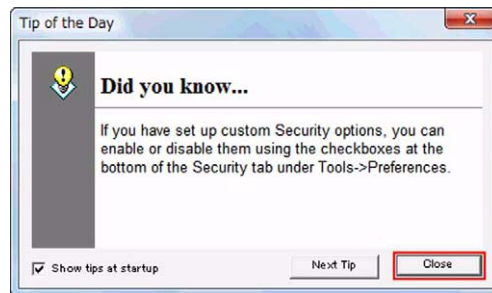 Tip of the Day
Did you know...
If you have set up custom Security options, you can
enable or disable them using the checkboxes at the
bottom of the Security tab under Tools->Preferences.
Show tips at startup
Next Tip
Close